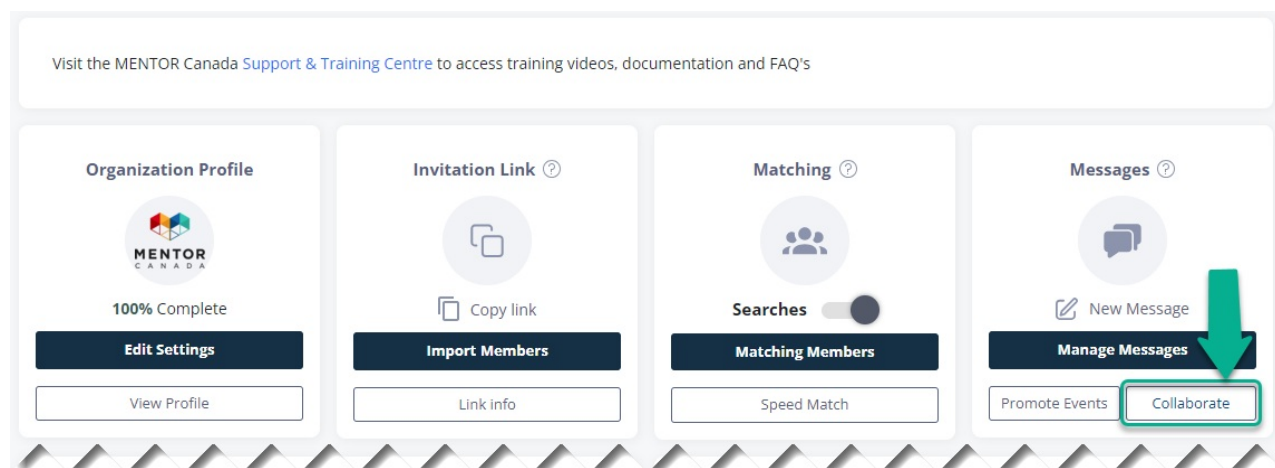 Visit the MENTOR Canada Support & Training Centre to access training videos, documentation and FAQ's
Organization Profile
MENTOR
CANADA
100% Complete
Edit Settings
View Profile
Invitation Link ?
Copy link
Import Members
Link info
Matching ?
Searches
Matching Members
Speed Match
Messages ?
New Message
Manage Messages
Promote Events
Collaborate